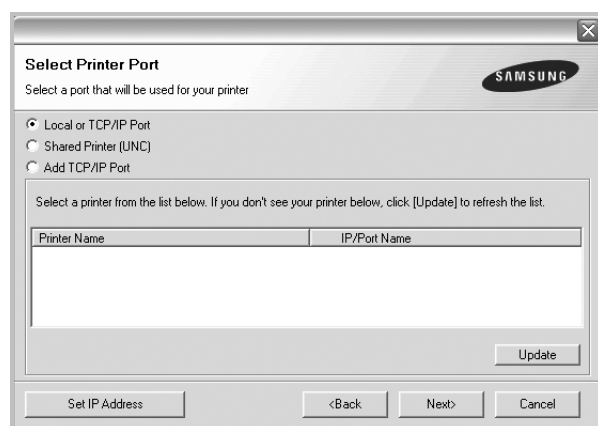 Select Printer Port
Select a port that will be used for your printer
SAMSUNG
Local or TCP/IP Port
Shared Printer (UNC)
Add TCP/IP Port
Select a printer from the list below. If you don't see your printer below, click [Update] to refresh the list.
Printer Name IP/Port Name
Update
Set IP Address <Back Next> Cancel